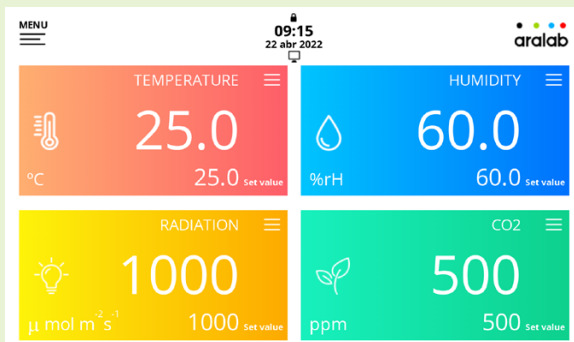 MENU
09:15
22 abr 2022
aralab
TEMPERATURE
25.0
ºC
25.0 Set value
HUMIDITY
60.0
%rH
60.0 Set value
RADIATION
1000
µ mol m⁻² s⁻¹
1000 Set value
CO2
500
ppm
500 Set value